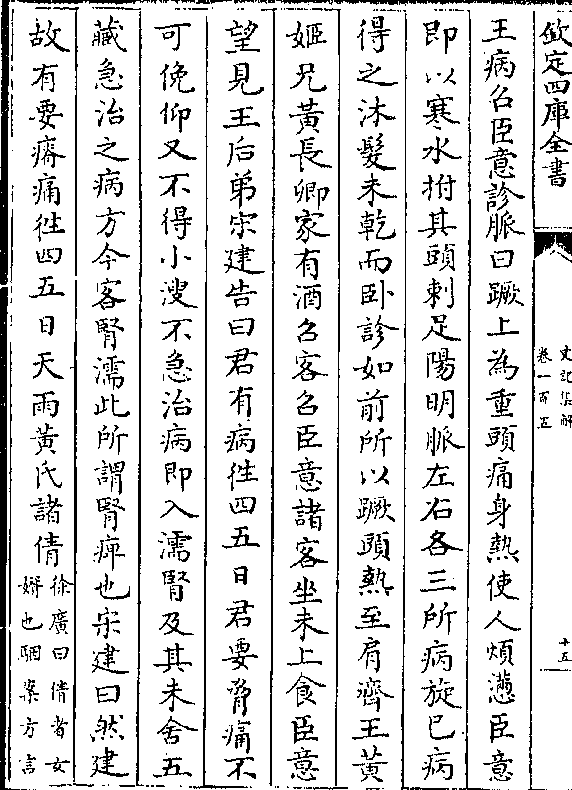 欽定四庫全書
史記集解
卷一百五
十五
王病召臣意診脈曰蹶上為重頭痛身熱使人煩懣臣意
即以寒水拊其頭刺足陽明脈左右各三所病旋已病
得之沐髮未乾而卧診如前所以蹶頭熱至肩濟王黄
姬兄黄長卿家有酒召客召臣意諸客坐未上食臣意
望見王后弟宋建告曰君有病徃四五日君要脅痛不
可俛仰又不得小溲不急治病即入濡腎及其未舍五
藏急治之病方今客腎濡此所謂腎痺也宋建曰然建
故有要瘠痛徃四五日天雨黄氏諸倩
徐廣曰倩者女
壻也駰案方言